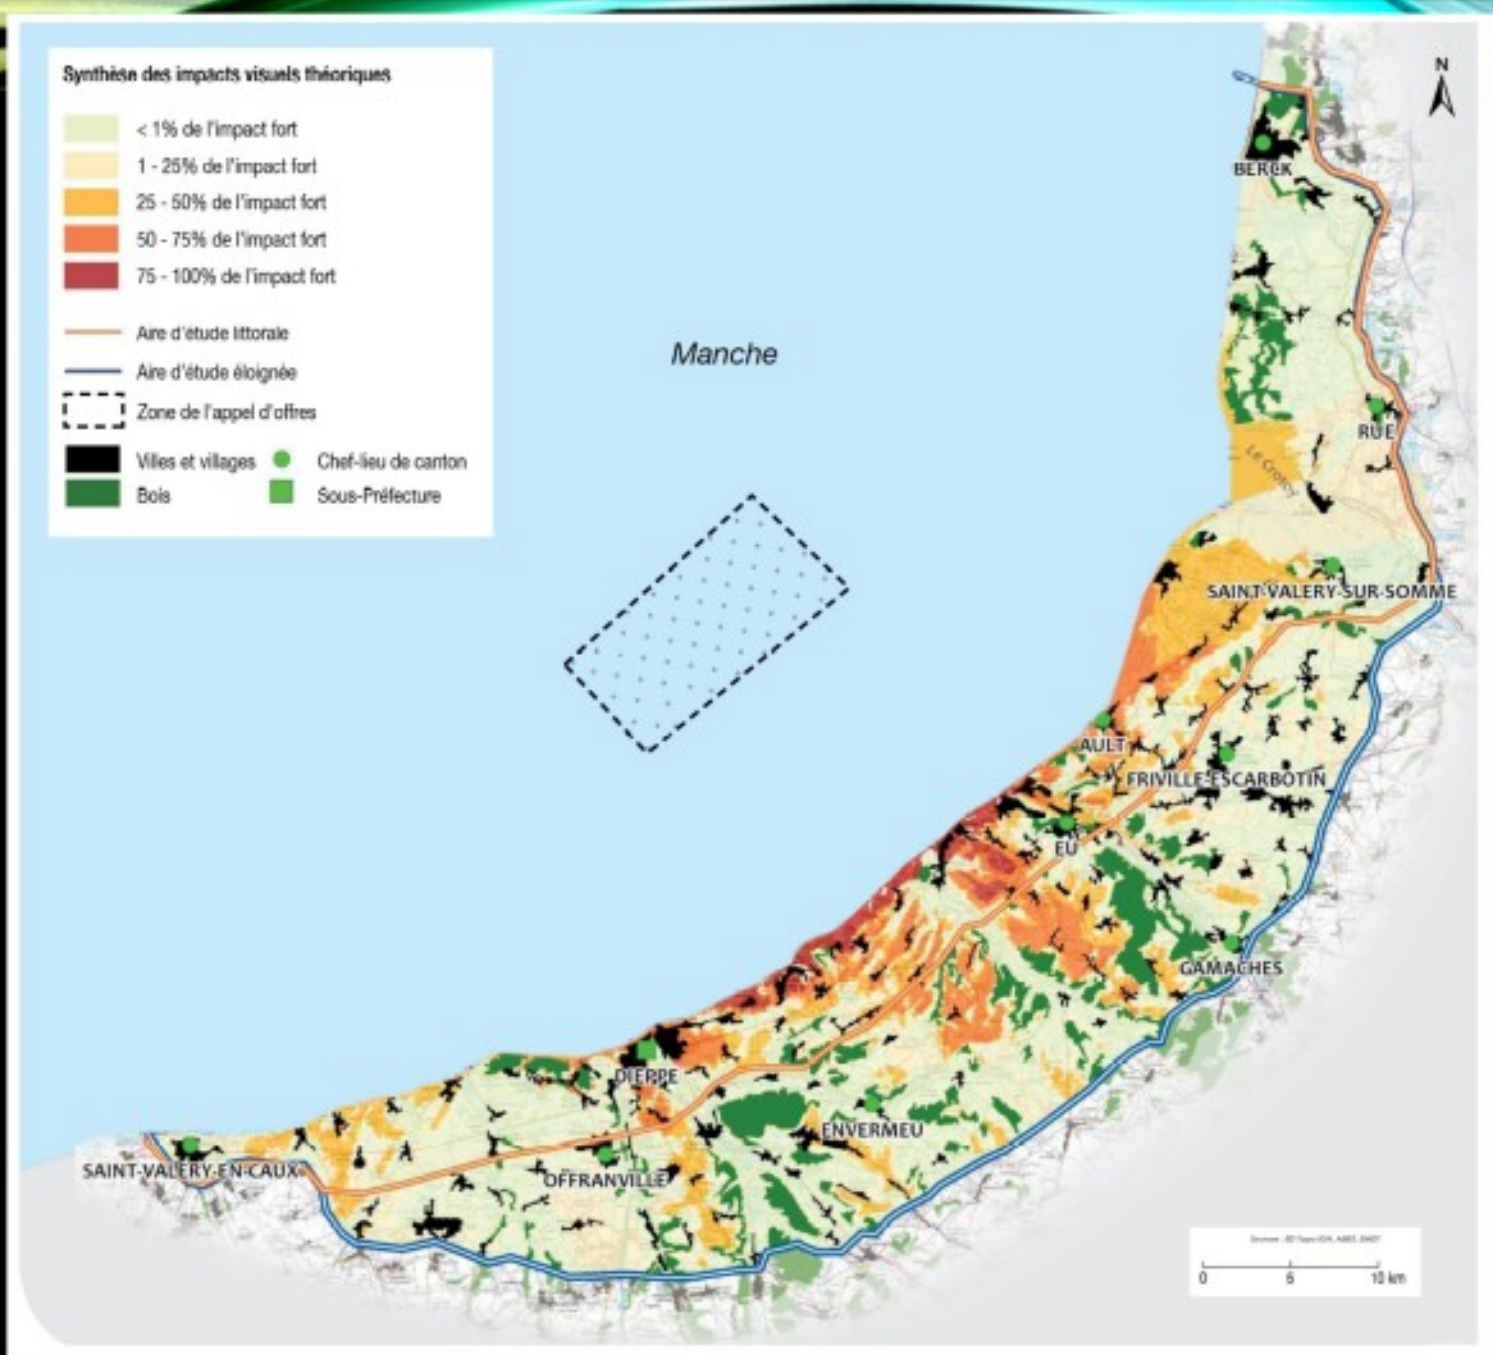 Synthèse des impacts visuels théoriques
< 1% de l'impact fort
1 - 25% de l'impact fort
25 - 50% de l'impact fort
50 - 75% de l'impact fort
75 - 100% de l'impact fort
Aire d'étude littorale
Aire d'étude éloignée
Zone de l'appel d'offres
Villes et villages
Chef-lieu de canton
Bois
Sous-Préfecture
N
BERCK
Manche
RUE
Le Crotoy
SAINT-VALERY-SUR-SOMME
AULT
FRIVILLE-ESCARBOTIN
EU
GAMACHES
DIEPPE
ENVERMEU
SAINT-VALERY-EN-CAUX
OFFRANVILLE
0 5 10 km